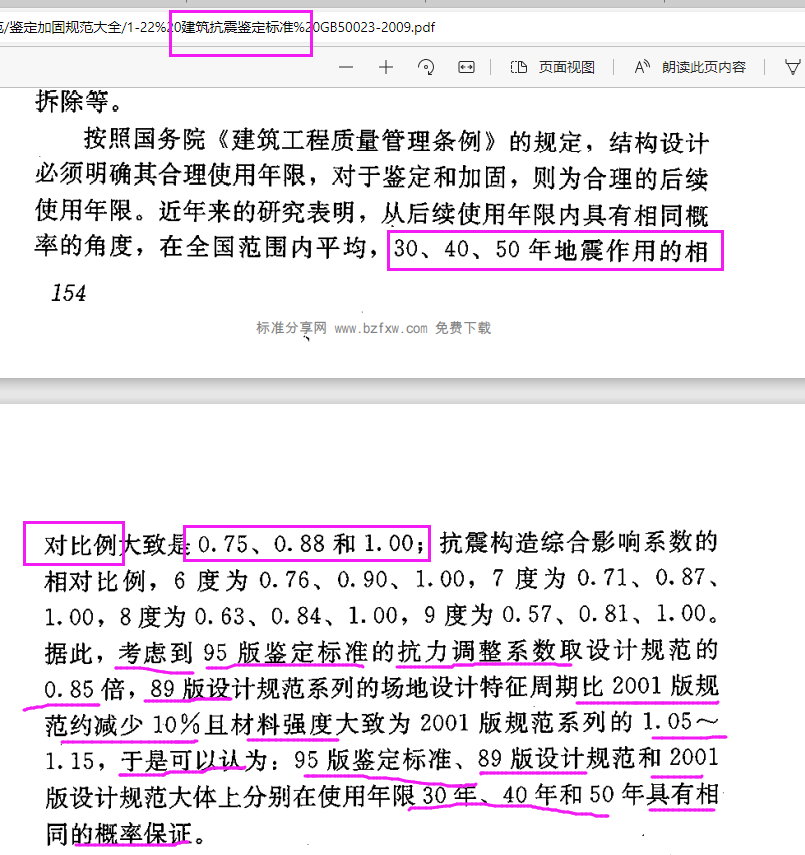 范/鉴定加固规范大全/1-22%20建筑抗震鉴定标准%20GB50023-2009.pdf
页面视图
A 朗读此页内容
拆除等。
按照国务院《建筑工程质量管理条例》的规定，结构设计
必须明确其合理使用年限，对于鉴定和加固，则为合理的后续
使用年限。近年来的研究表明，从后续使用年限内具有相同概
率的角度，在全国范围内平均，30、40、50 年地震作用的相
154
标准分享网 www.bzfxw.com 免费下载
对比例大致是 0.75、0.88 和 1.00；抗震构造综合影响系数的
相对比例，6 度为 0.76、0.90、1.00，7 度为 0.71、0.87、
1.00，8 度为 0.63、0.84、1.00，9 度为 0.57、0.81、1.00。
据此，考虑到 95 版鉴定标准的抗力调整系数取设计规范的
0.85 倍，89 版设计规范系列的场地设计特征周期比 2001 版规
范约减少 10%且材料强度大致为 2001 版规范系列的 1.05～
1.15，于是可以认为：95 版鉴定标准、89 版设计规范和 2001
版设计规范大体上分别在使用年限 30 年、40 年和 50 年具有相
同的概率保证。